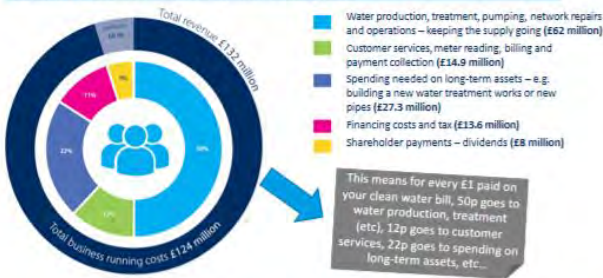 Total revenue £132 million
50%
12%
22%
11%
Total business running costs £124 million
Water production, treatment, pumping, network repairs
and operations – keeping the supply going (£62 million)
Customer services, meter reading, billing and
payment collection (£14.9 million)
Spending needed on long-term assets – e.g.
building a new water treatment works or new
pipes (£27.3 million)
Financing costs and tax (£13.6 million)
Shareholder payments – dividends (£8 million)
This means for every £1 paid on
your clean water bill, 50p goes to
water production, treatment
(etc), 12p goes to customer
services, 22p goes to spending on
long-term assets, etc...